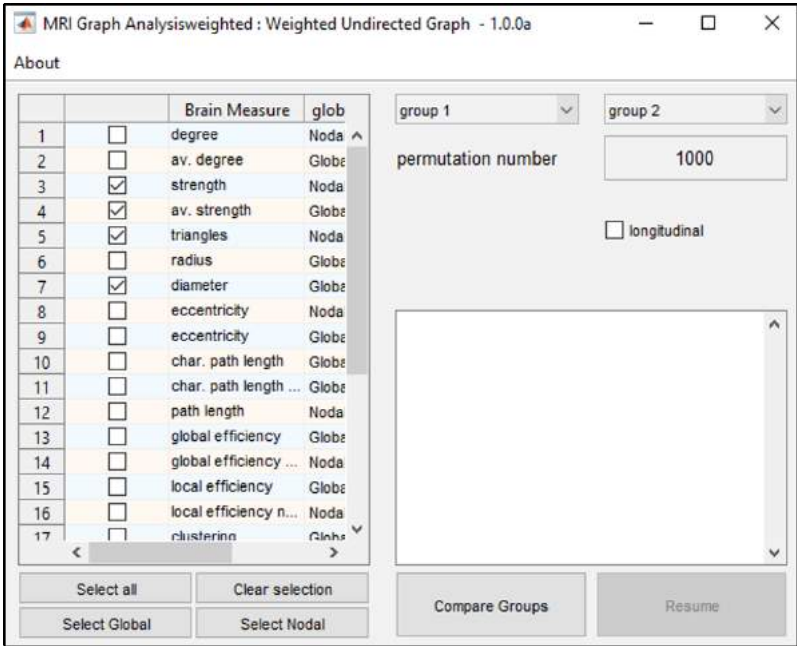 MRI Graph Analysisweighted : Weighted Undirected Graph - 1.0.0a
About
Brain Measure glob
1 degree Noda
2 av. degree Globa
3 strength Noda
4 av. strength Globa
5 triangles Noda
6 radius Globa
7 diameter Globa
8 eccentricity Noda
9 eccentricity Globa
10 char. path length Globa
11 char. path length ... Globa
12 path length Noda
13 global efficiency Globa
14 global efficiency ... Noda
15 local efficiency Globa
16 local efficiency n... Noda
17 clustering Globa
Select all Clear selection
Select Global Select Nodal
group 1 group 2
permutation number 1000
longitudinal
Compare Groups Resume